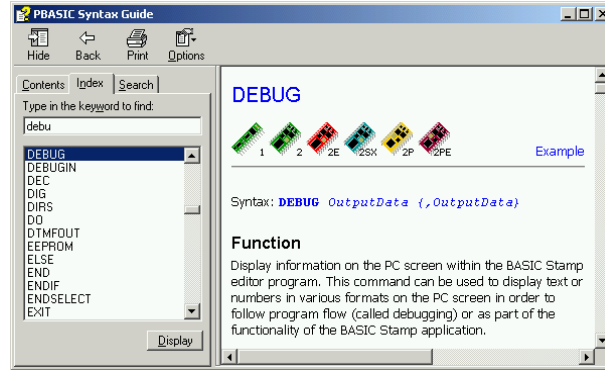 PBASIC Syntax Guide
Hide Back Print Options
Contents Index Search
Type in the keyword to find:
debu
DEBUG
DEBUGIN
DEC
DIG
DIRS
DO
DTMFOUT
EEPROM
ELSE
END
ENDIF
ENDSELECT
EXIT
Display
DEBUG
1 2 2E 2SX 2P 2PE
Example
Syntax: DEBUG OutputData {,OutputData}
Function
Display information on the PC screen within the BASIC Stamp
editor program. This command can be used to display text or
numbers in various formats on the PC screen in order to
follow program flow (called debugging) or as part of the
functionality of the BASIC Stamp application.